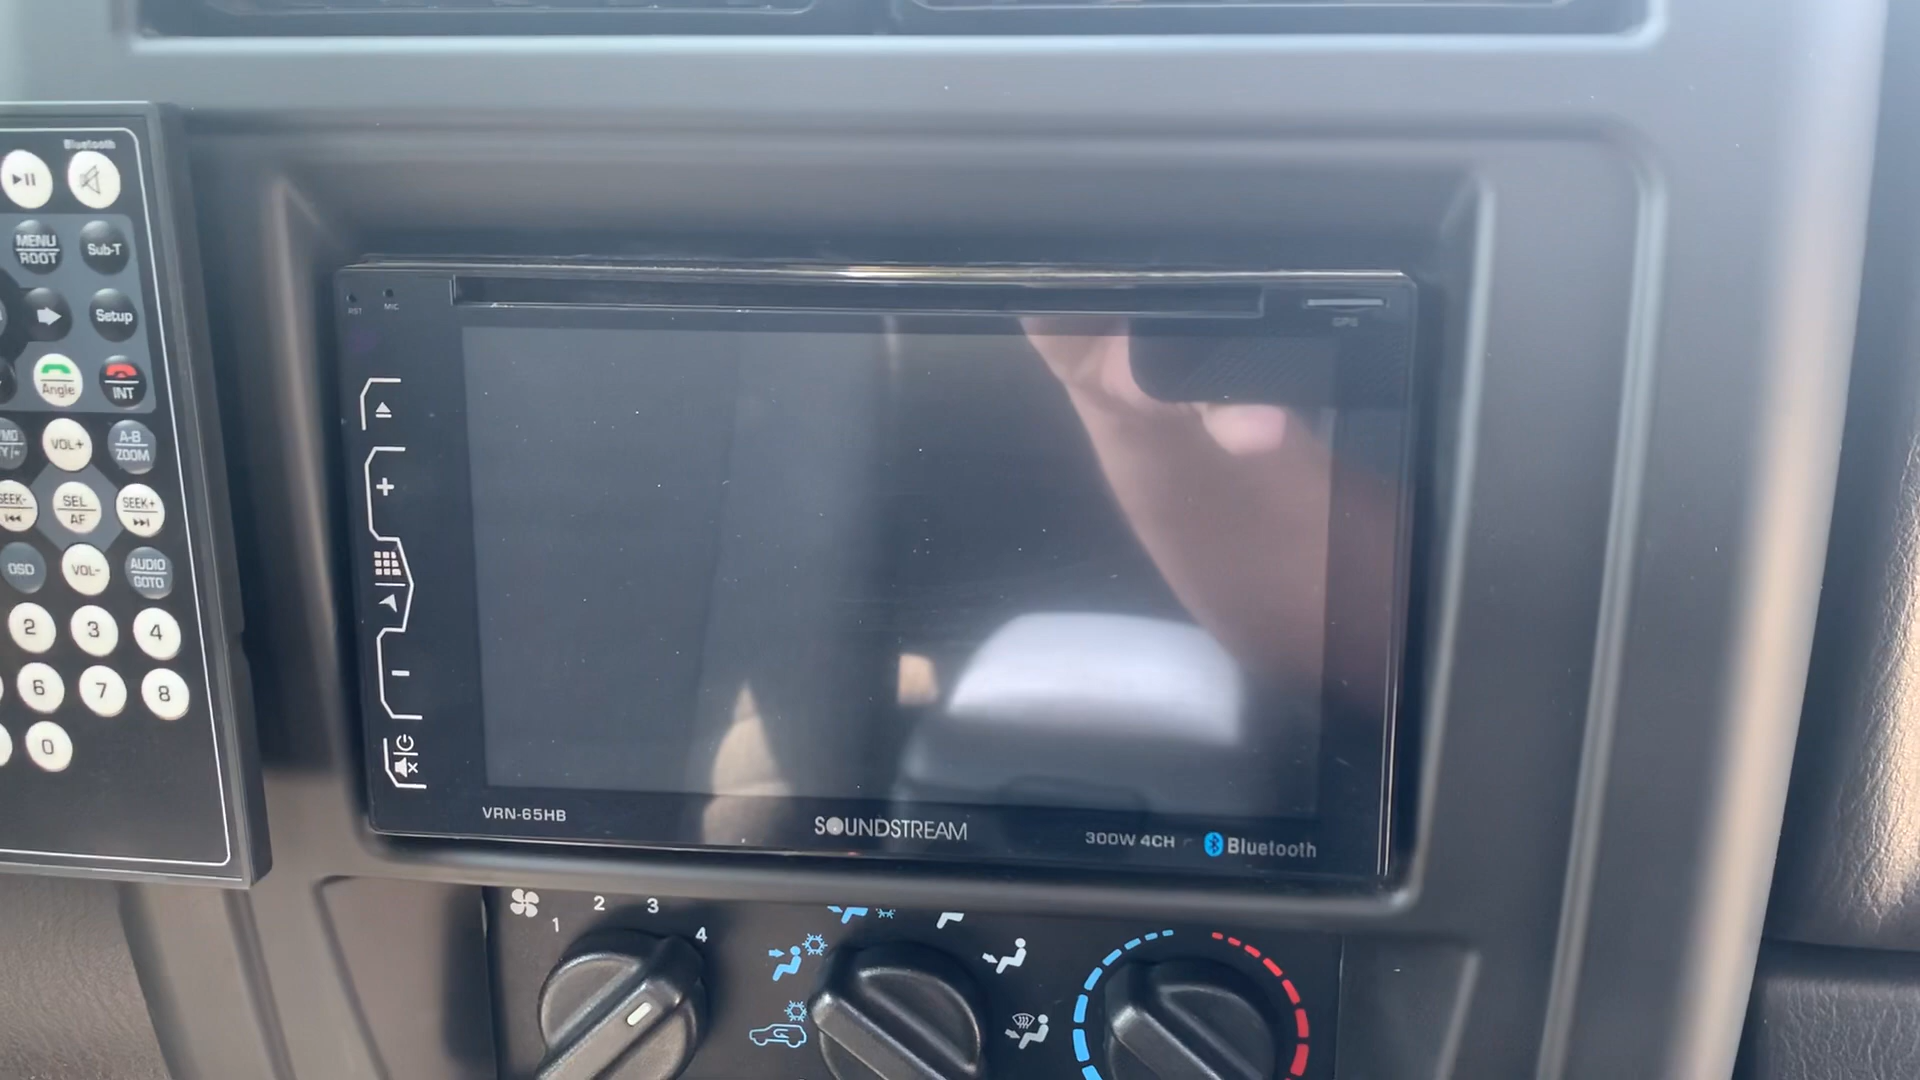 Bluetooth
MENU
ROOT
Sub-T
Setup
Angle
INT
VOL+
A-B
ZOOM
SEEK-
SEL
AF
SEEK+
OSD
VOL-
AUDIO
GOTO
2 3 4
6 7 8
0
RST MIC
GPS
VRN-65HB
SOUNDSTREAM
300W 4CH
Bluetooth
1 2 3 4